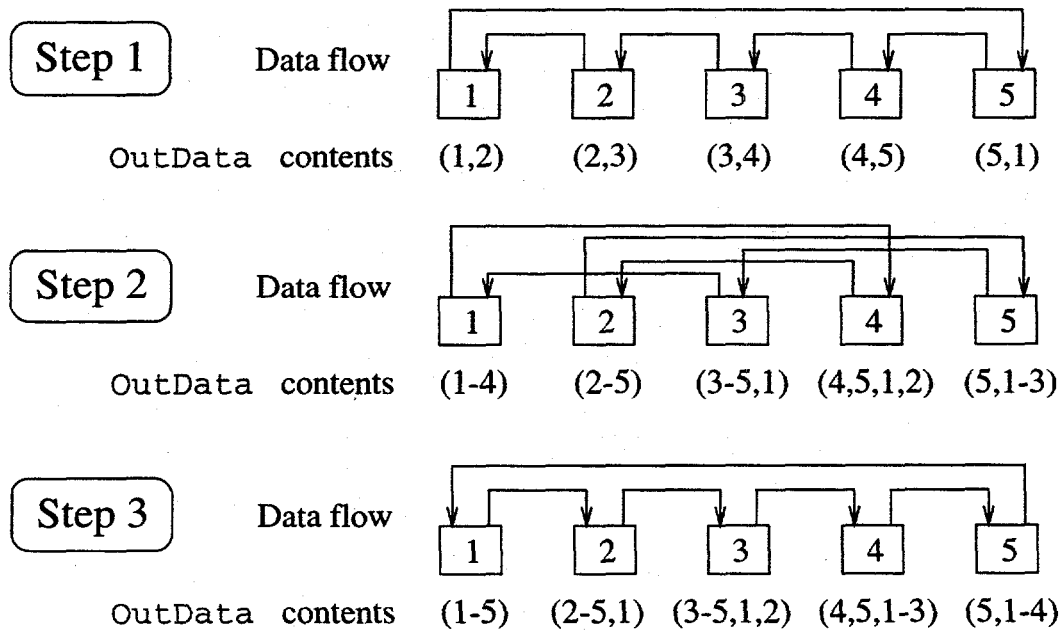 Step 1 Data flow 1 2 3 4 5
OutData contents (1,2) (2,3) (3,4) (4,5) (5,1)
Step 2 Data flow 1 2 3 4 5
OutData contents (1-4) (2-5) (3-5,1) (4,5,1,2) (5,1-3)
Step 3 Data flow 1 2 3 4 5
OutData contents (1-5) (2-5,1) (3-5,1,2) (4,5,1-3) (5,1-4)